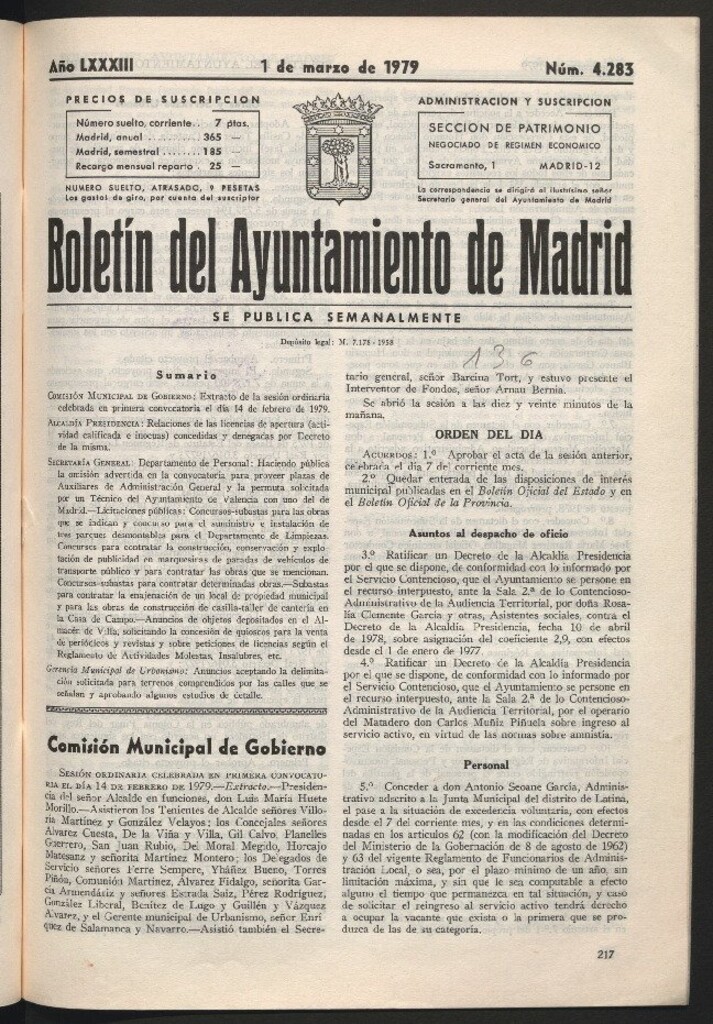 Año LXXXIII 1 de marzo de 1979 Núm. 4.283
PRECIOS DE SUSCRIPCION
Número suelto, corriente.. 7 ptas.
Madrid, anual .......... 365 —
Madrid, semestral ........ 185 —
Recargo mensual reparto . 25 —
NUMERO SUELTO, ATRASADO, 9 PESETAS
Los gastos de giro, por cuenta del suscriptor
ADMINISTRACION Y SUSCRIPCION
SECCION DE PATRIMONIO
NEGOCIADO DE REGIMEN ECONOMICO
Sacramento, 1 MADRID-12
La correspondencia se dirigirá al ilustrísimo señor
Secretario general del Ayuntamiento de Madrid
Boletín del Ayuntamiento de Madrid
SE PUBLICA SEMANALMENTE
Depósito legal: M. 7.178 - 1958
136
Sumario
COMISIÓN MUNICIPAL DE GOBIERNO: Extracto de la sesión ordinaria
celebrada en primera convocatoria el día 14 de febrero de 1979.
ALCALDÍA PRESIDENCIA: Relaciones de las licencias de apertura (acti-
vidad calificada e inocuas) concedidas y denegadas por Decreto
de la misma.
SECRETARÍA GENERAL: Departamento de Personal: Haciendo pública
la omisión advertida en la convocatoria para proveer plazas de
Auxiliares de Administración General y la permuta solicitada
por un Técnico del Ayuntamiento de Valencia con uno del de
Madrid.—Licitaciones públicas: Concursos-subastas para las obras
que se indican y concurso para el suministro e instalación de
tres parques desmontables para el Departamento de Limpiezas.
Concursos para contratar la construcción, conservación y explo-
tación de publicidad en marquesinas de paradas de vehículos de
transporte público y para contratar las obras que se mencionan.
Concursos-subastas para contratar determinadas obras.—Subastas
para contratar la enajenación de un local de propiedad municipal
y para las obras de construcción de casilla-taller de cantería en
la Casa de Campo.—Anuncios de objetos depositados en el Al-
macén de Villa, solicitando la concesión de quioscos para la venta
de periódicos y revistas y sobre peticiones de licencias según el
Reglamento de Actividades Molestas, Insalubres, etc.
Gerencia Municipal de Urbanismo: Anuncios aceptando la delimita-
ción solicitada para terrenos comprendidos por las calles que se
señalan y aprobando algunos estudios de detalle.
Comisión Municipal de Gobierno
SESIÓN ORDINARIA CELEBRADA EN PRIMERA CONVOCATO-
RIA EL DÍA 14 DE FEBRERO DE 1979.—Extracto.—Presiden-
cia del señor Alcalde en funciones, don Luis María Huete
Morillo.—Asistieron los Tenientes de Alcalde señores Villo-
ria Martínez y González Velayos; los Concejales señores
Alvarez Cuesta, De la Viña y Villa, Gil Calvo, Planelles
Guerrero, San Juan Rubio, Del Moral Megido, Horcajo
Matesanz y señorita Martínez Montero; los Delegados de
Servicio señores Ferre Sempere, Ybáñez Bueno, Torres
Piñón, Comunión Martínez, Alvarez Fidalgo, señorita Gar-
cía Armendáriz y señores Estrada Saiz, Pérez Rodríguez,
González Liberal, Benítez de Lugo y Guillén y Vázquez
Alvarez, y el Gerente municipal de Urbanismo, señor Enrí-
quez de Salamanca y Navarro.—Asistió también el Secre-
tario general, señor Barcina Tort, y estuvo presente el
Interventor de Fondos, señor Arnau Bernia.
Se abrió la sesión a las diez y veinte minutos de la
mañana.
ORDEN DEL DIA
ACUERDOS: 1.º Aprobar el acta de la sesión anterior,
celebrada el día 7 del corriente mes.
2.º Quedar enterada de las disposiciones de interés
municipal publicadas en el Boletín Oficial del Estado y en
el Boletín Oficial de la Provincia.
Asuntos al despacho de oficio
3.º Ratificar un Decreto de la Alcaldía Presidencia
por el que se dispone, de conformidad con lo informado por
el Servicio Contencioso, que el Ayuntamiento se persone en
el recurso interpuesto, ante la Sala 2.ª de lo Contencioso-
Administrativo de la Audiencia Territorial, por doña Rosa-
lía Clemente García y otras, Asistentes sociales, contra el
Decreto de la Alcaldía Presidencia, fecha 10 de abril
de 1978, sobre asignación del coeficiente 2,9, con efectos
desde el 1 de enero de 1977.
4.º Ratificar un Decreto de la Alcaldía Presidencia
por el que se dispone, de conformidad con lo informado por
el Servicio Contencioso, que el Ayuntamiento se persone en
el recurso interpuesto, ante la Sala 2.ª de lo Contencioso-
Administrativo de la Audiencia Territorial, por el operario
del Matadero don Carlos Muñiz Piñuela sobre ingreso al
servicio activo, en virtud de las normas sobre amnistía.
Personal
5.º Conceder a don Antonio Seoane García, Adminis-
trativo adscrito a la Junta Municipal del distrito de Latina,
el pase a la situación de excedencia voluntaria, con efectos
desde el 7 del corriente mes, y en las condiciones determi-
nadas en los artículos 62 (con la modificación del Decreto
del Ministerio de la Gobernación de 8 de agosto de 1962)
y 63 del vigente Reglamento de Funcionarios de Adminis-
tración Local, o sea, por el plazo mínimo de un año, sin
limitación máxima, y sin que le sea computable a efecto
alguno el tiempo que permanezca en tal situación, y caso
de solicitar el reingreso al servicio activo tendrá derecho
a ocupar la vacante que exista o la primera que se pro-
duzca de las de su categoría.
217